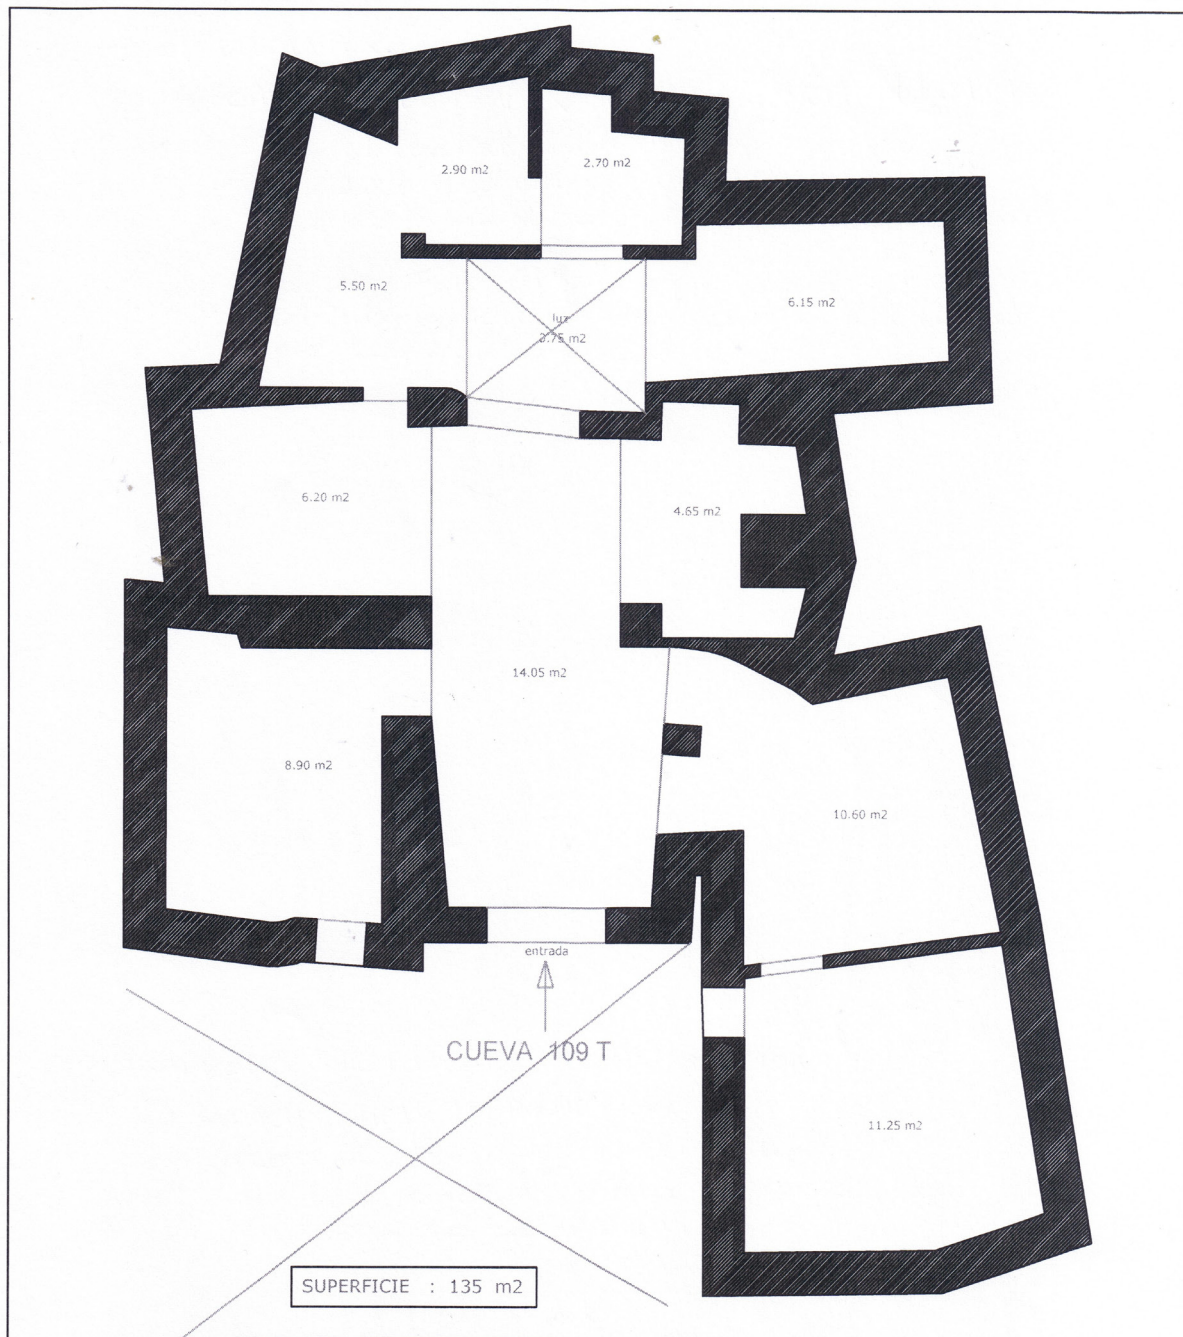 2.90 m2
2.70 m2
5.50 m2
6.15 m2
luz
3.75 m2
6.20 m2
4.65 m2
14.05 m2
8.90 m2
10.60 m2
entrada
CUEVA 109 T
11.25 m2
SUPERFICIE : 135 m2